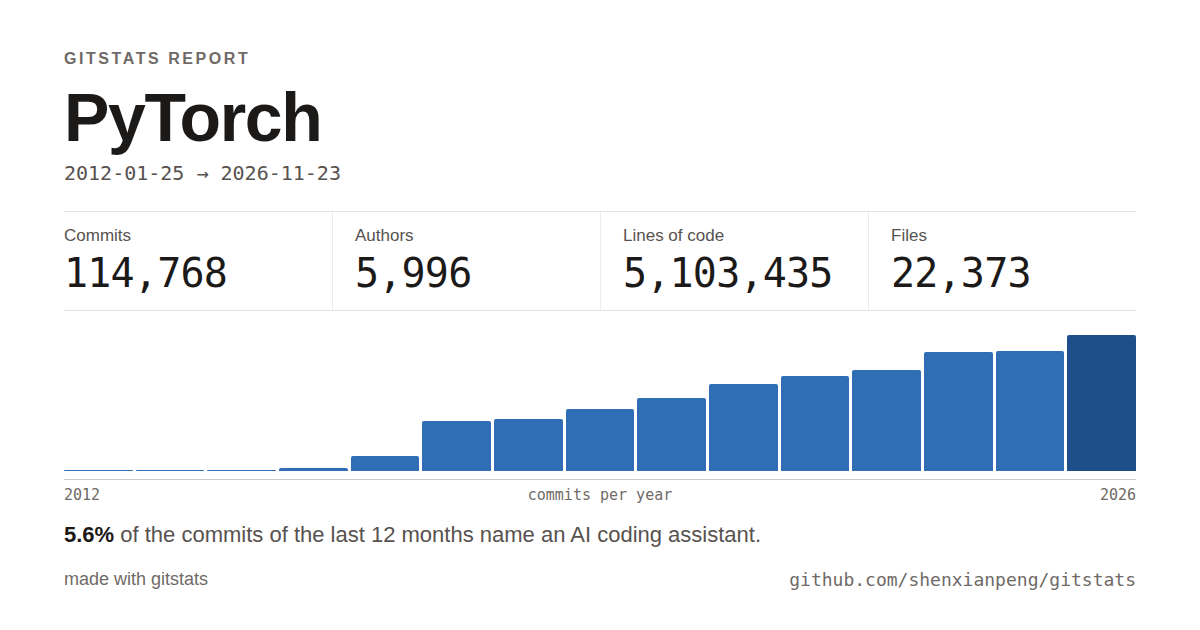 GITSTATS REPORT
PyTorch
2012-01-25 → 2026-11-23
Commits
114,768
Authors
5,996
Lines of code
5,103,435
Files
22,373
2012
commits per year
2026
5.6% of the commits of the last 12 months name an AI coding assistant.
made with gitstats
github.com/shenxianpeng/gitstats